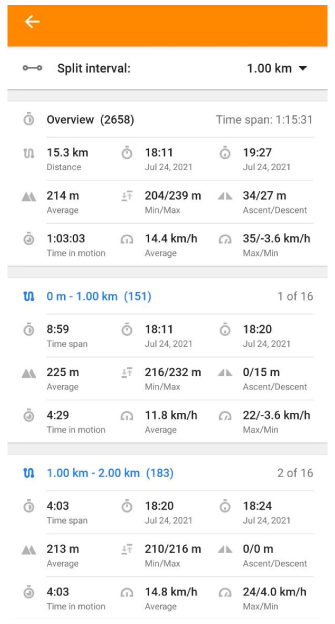 Split interval: 1.00 km
Overview (2658) Time span: 1:15:31
15.3 km 18:11 19:27
Distance Jul 24, 2021 Jul 24, 2021
214 m 204/239 m 34/27 m
Average Min/Max Ascent/Descent
1:03:03 14.4 km/h 35/-3.6 km/h
Time in motion Average Max/Min
0 m - 1.00 km (151) 1 of 16
8:59 18:11 18:20
Time span Jul 24, 2021 Jul 24, 2021
225 m 216/232 m 0/15 m
Average Min/Max Ascent/Descent
4:29 11.8 km/h 22/-3.6 km/h
Time in motion Average Max/Min
1.00 km - 2.00 km (183) 2 of 16
4:03 18:20 18:24
Time span Jul 24, 2021 Jul 24, 2021
213 m 210/216 m 0/0 m
Average Min/Max Ascent/Descent
4:03 14.8 km/h 24/4.0 km/h
Time in motion Average Max/Min